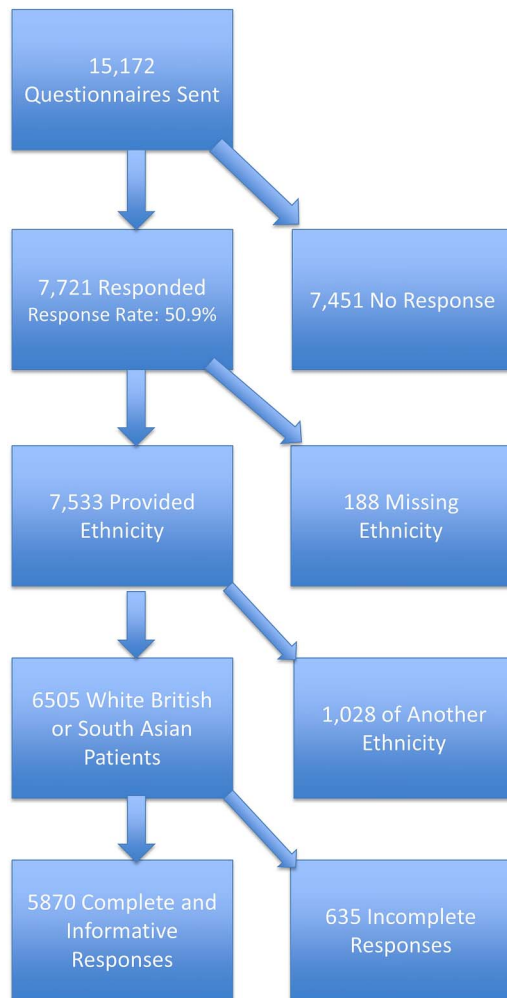 15,172
Questionnaires Sent
7,721 Responded
Response Rate: 50.9%
7,451 No Response
7,533 Provided
Ethnicity
188 Missing
Ethnicity
6505 White British
or South Asian
Patients
1,028 of Another
Ethnicity
5870 Complete and
Informative
Responses
635 Incomplete
Responses